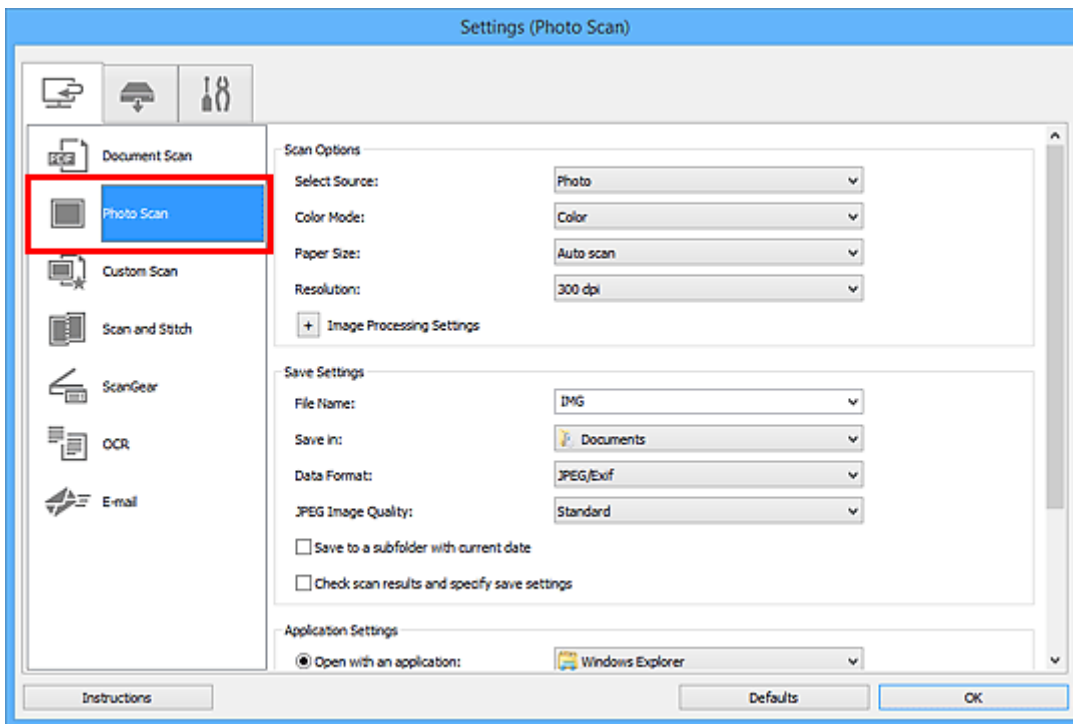 Settings (Photo Scan)
PDF
Document Scan
Photo Scan
Custom Scan
Scan and Stitch
ScanGear
OCR
E-mail
Scan Options
Select Source: Photo
Color Mode: Color
Paper Size: Auto scan
Resolution: 300 dpi
+ Image Processing Settings
Save Settings
File Name: IMG
Save in: Documents
Data Format: JPEG/Exif
JPEG Image Quality: Standard
Save to a subfolder with current date
Check scan results and specify save settings
Application Settings
Open with an application: Windows Explorer
Instructions Defaults OK